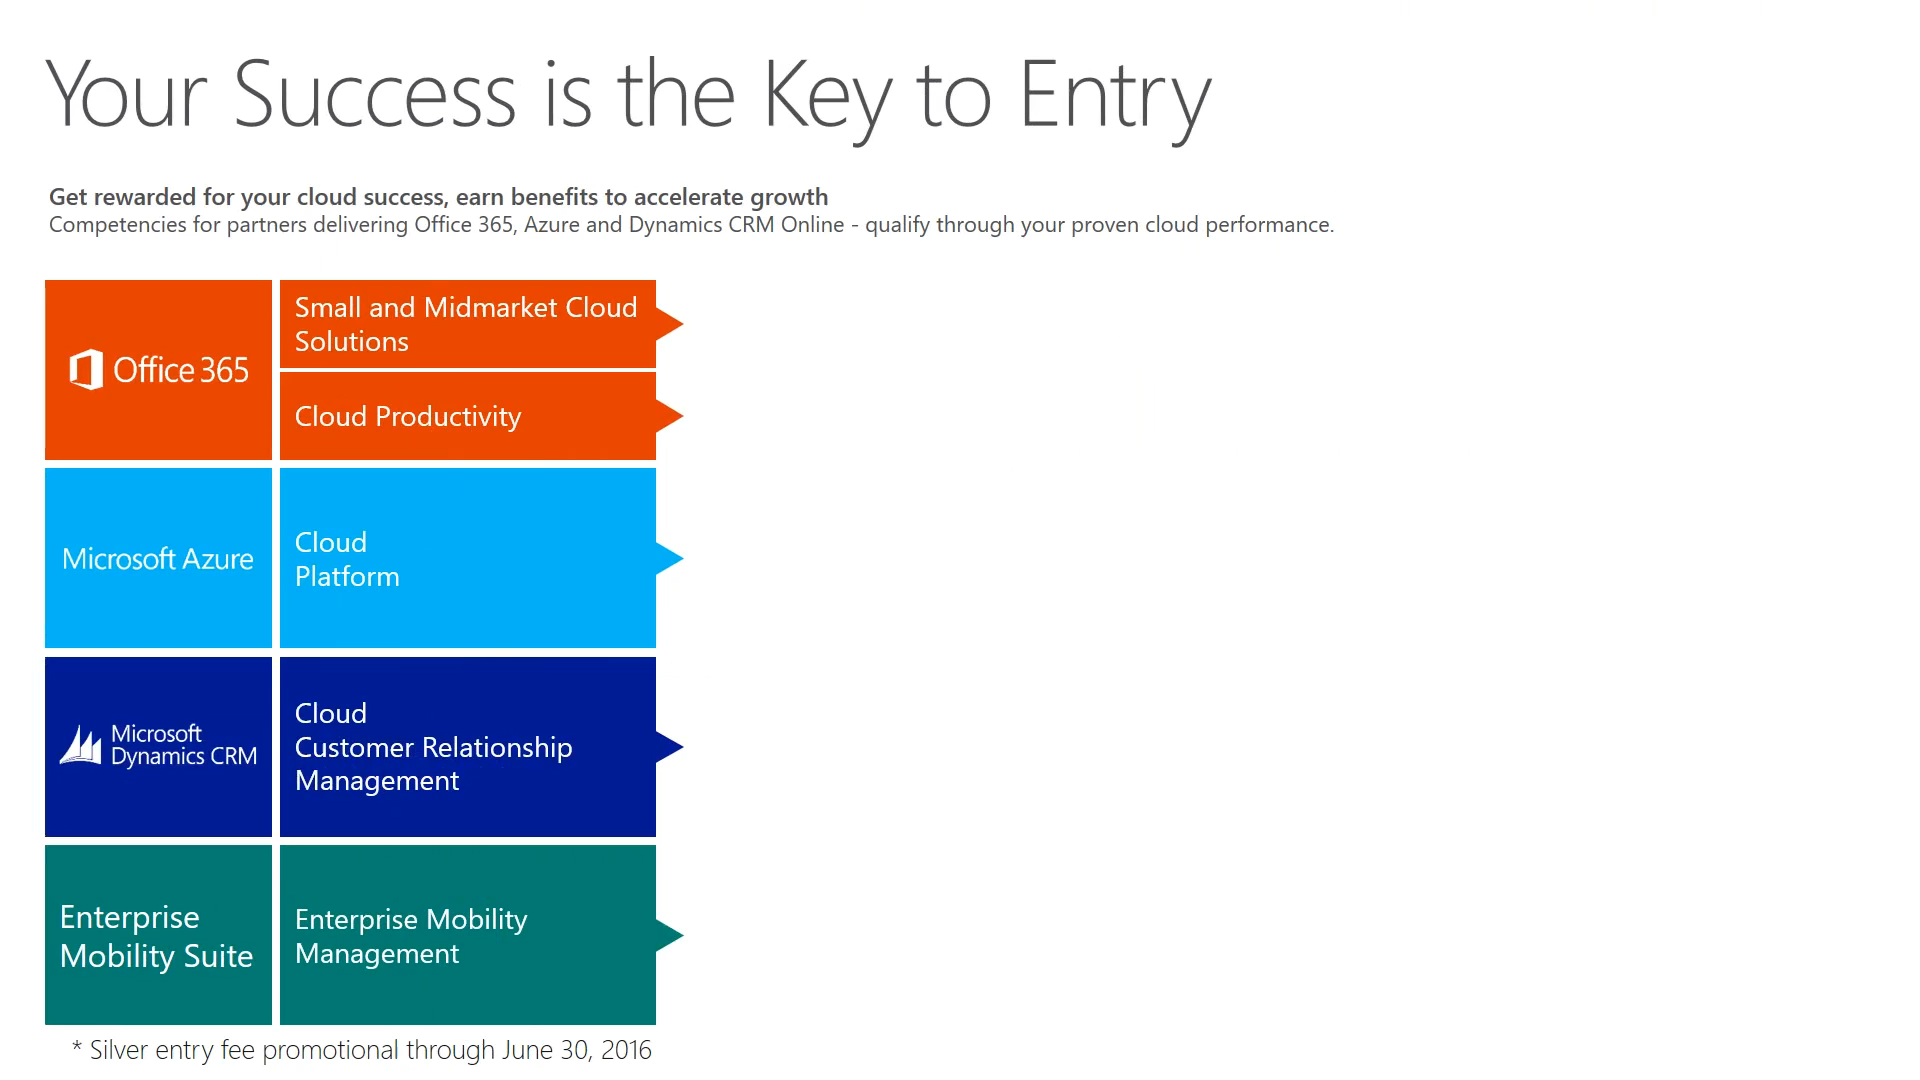 Your Success is the Key to Entry
Get rewarded for your cloud success, earn benefits to accelerate growth
Competencies for partners delivering Office 365, Azure and Dynamics CRM Online - qualify through your proven cloud performance.
Office 365
Small and Midmarket Cloud
Solutions
Cloud Productivity
Microsoft Azure
Cloud
Platform
Microsoft
Dynamics CRM
Cloud
Customer Relationship
Management
Enterprise
Mobility Suite
Enterprise Mobility
Management
* Silver entry fee promotional through June 30, 2016